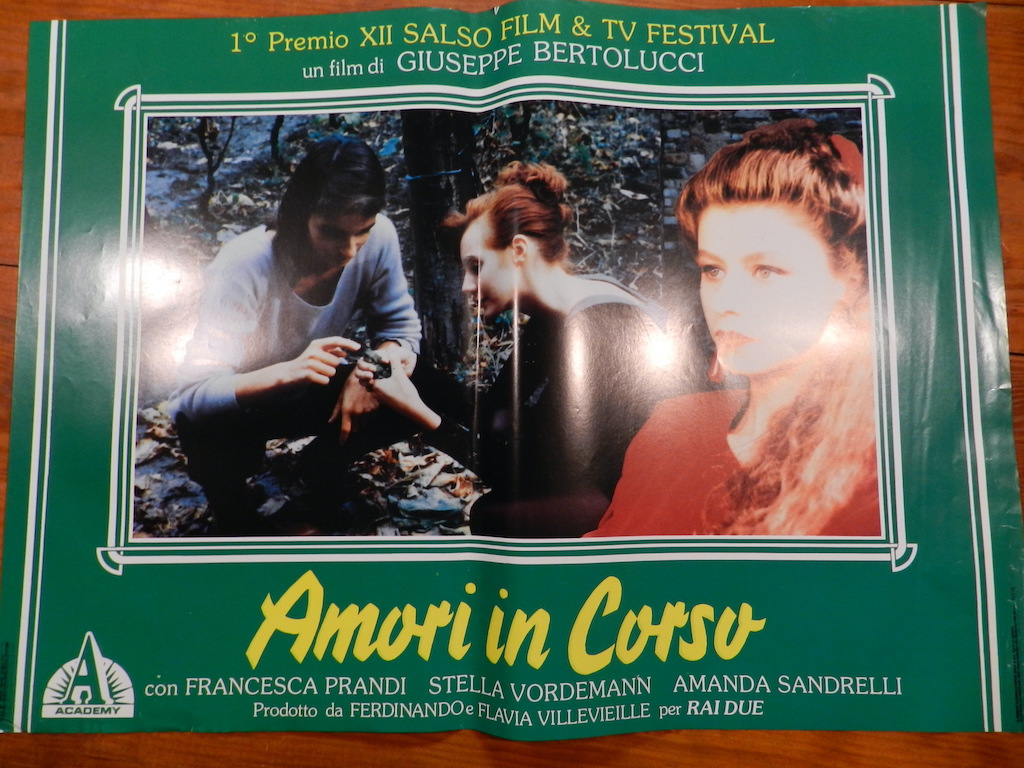 1° Premio XII SALSO FILM & TV FESTIVAL
un film di GIUSEPPE BERTOLUCCI
Amori in Corso
con FRANCESCA PRANDI STELLA VORDEMANN AMANDA SANDRELLI
Prodotto da FERDINANDO e FLAVIA VILLEVIEILLE per RAI DUE
A
ACADEMY